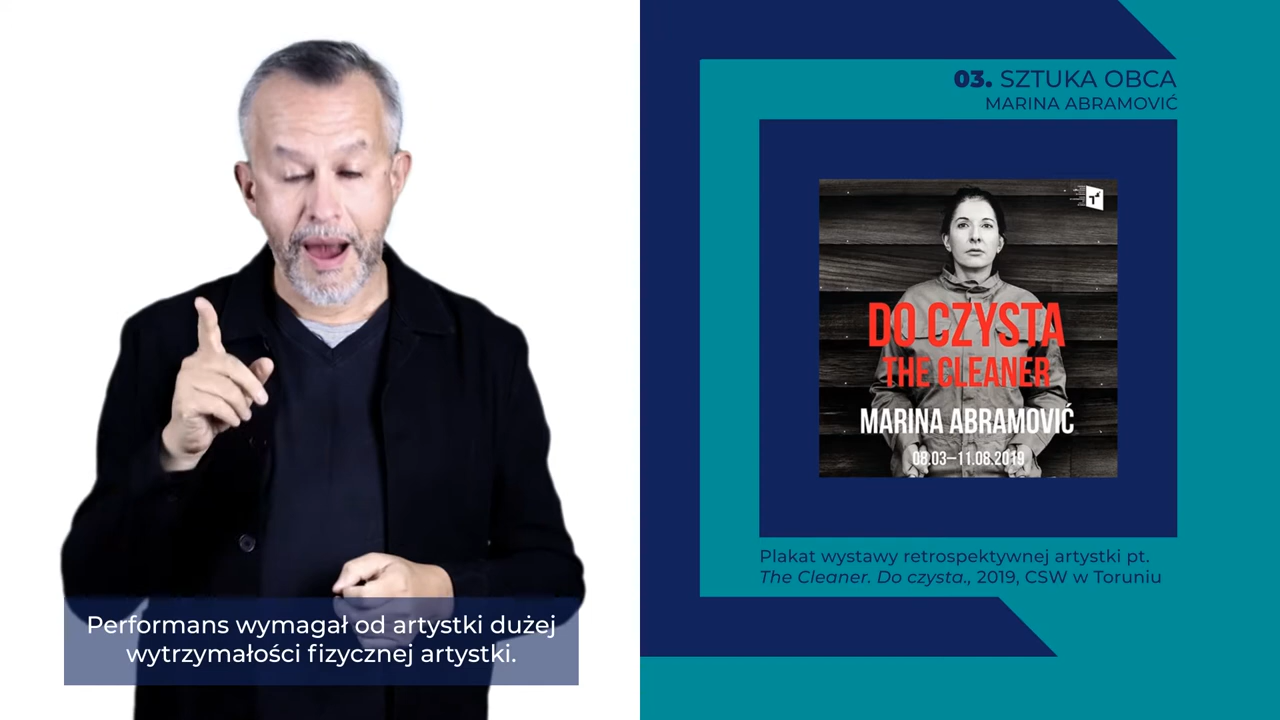 03. SZTUKA OBCA
MARINA ABRAMOVIĆ
DO CZYSTA
THE CLEANER
MARINA ABRAMOVIĆ
08.03–11.08.2019
Plakat wystawy retrospektywnej artystki pt.
The Cleaner. Do czysta., 2019, CSW w Toruniu
Performans wymagał od artystki dużej
wytrzymałości fizycznej artystki.